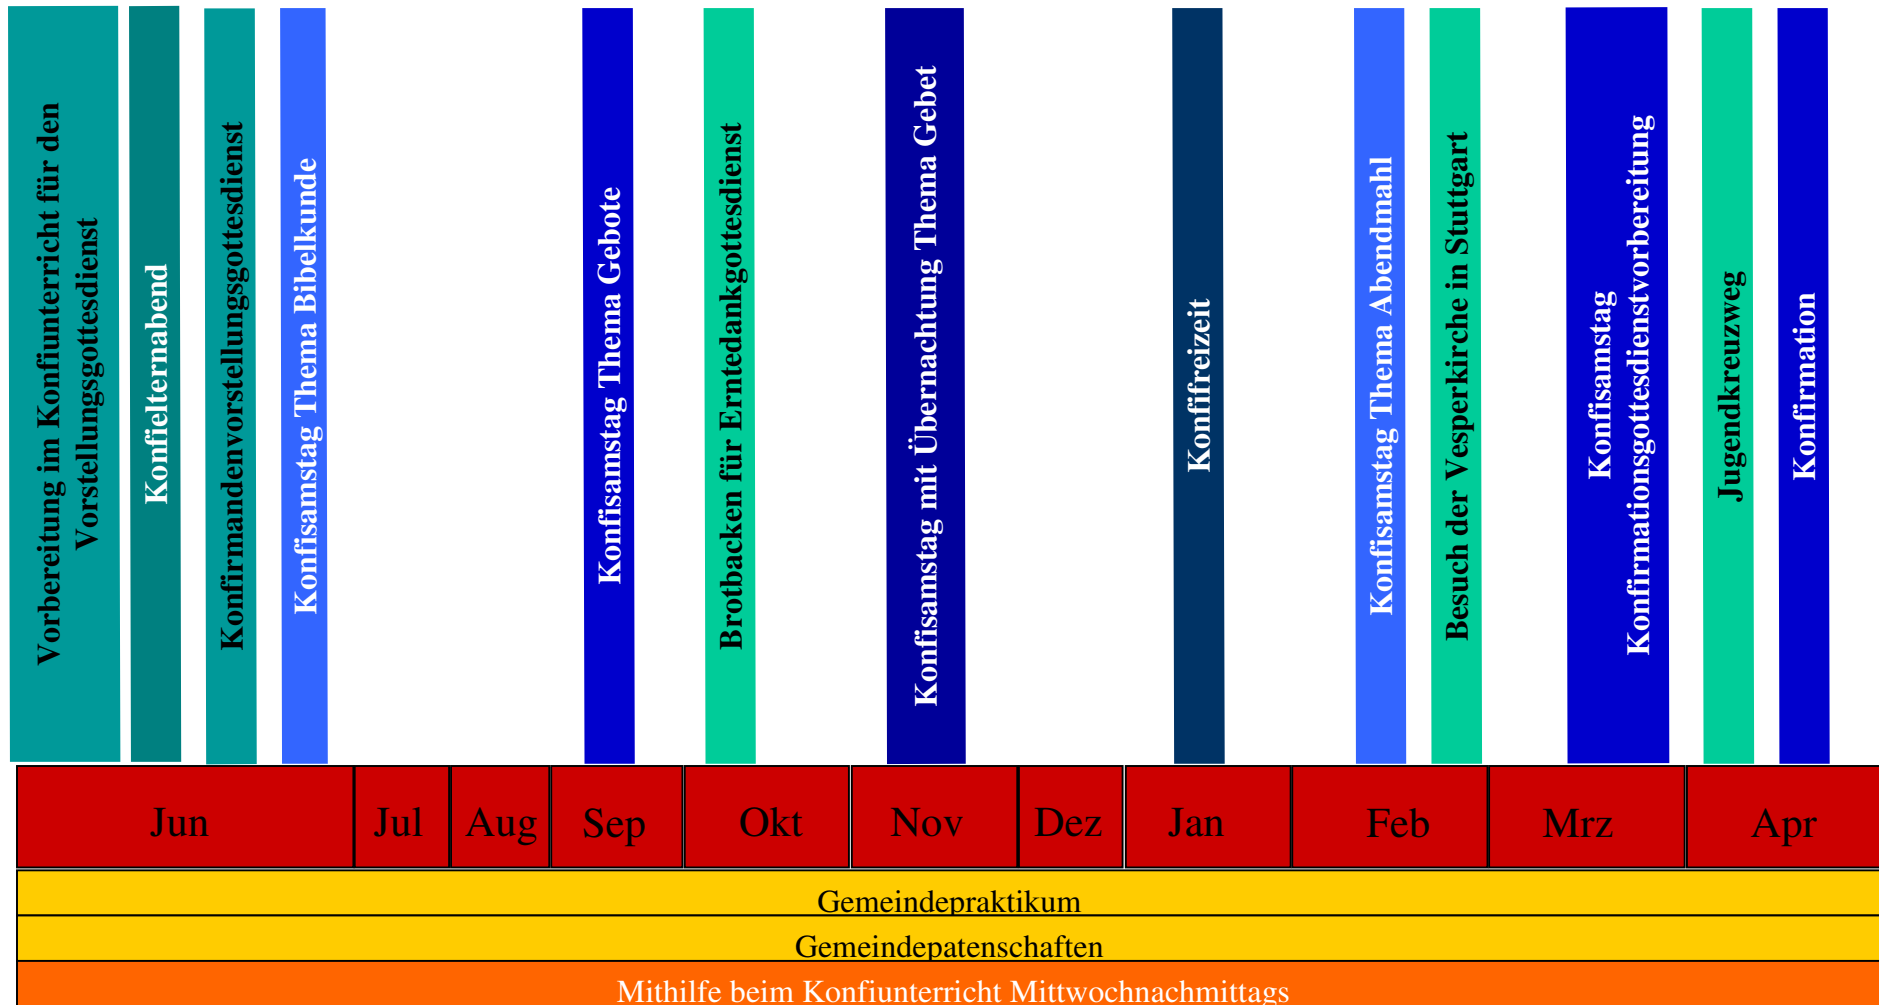 Vorbereitung im Konfiunterricht für den
Vorstellungsgottesdienst
Konfielternabend
Konfirmandenvorstellungsgottesdienst
Konfisamstag Thema Bibelkunde
Konfisamstag Thema Gebote
Brotbacken für Erntedankgottesdienst
Konfisamstag mit Übernachtung Thema Gebet
Konfifreizeit
Konfisamstag Thema Abendmahl
Besuch der Vesperkirche in Stuttgart
Konfisamstag
Konfirmationsgottesdienstvorbereitung
Jugendkreuzweg
Konfirmation
Jun Jul Aug Sep Okt Nov Dez Jan Feb Mrz Apr
Gemeindepraktikum
Gemeindepatenschaften
Mithilfe beim Konfiunterricht Mittwochnachmittags